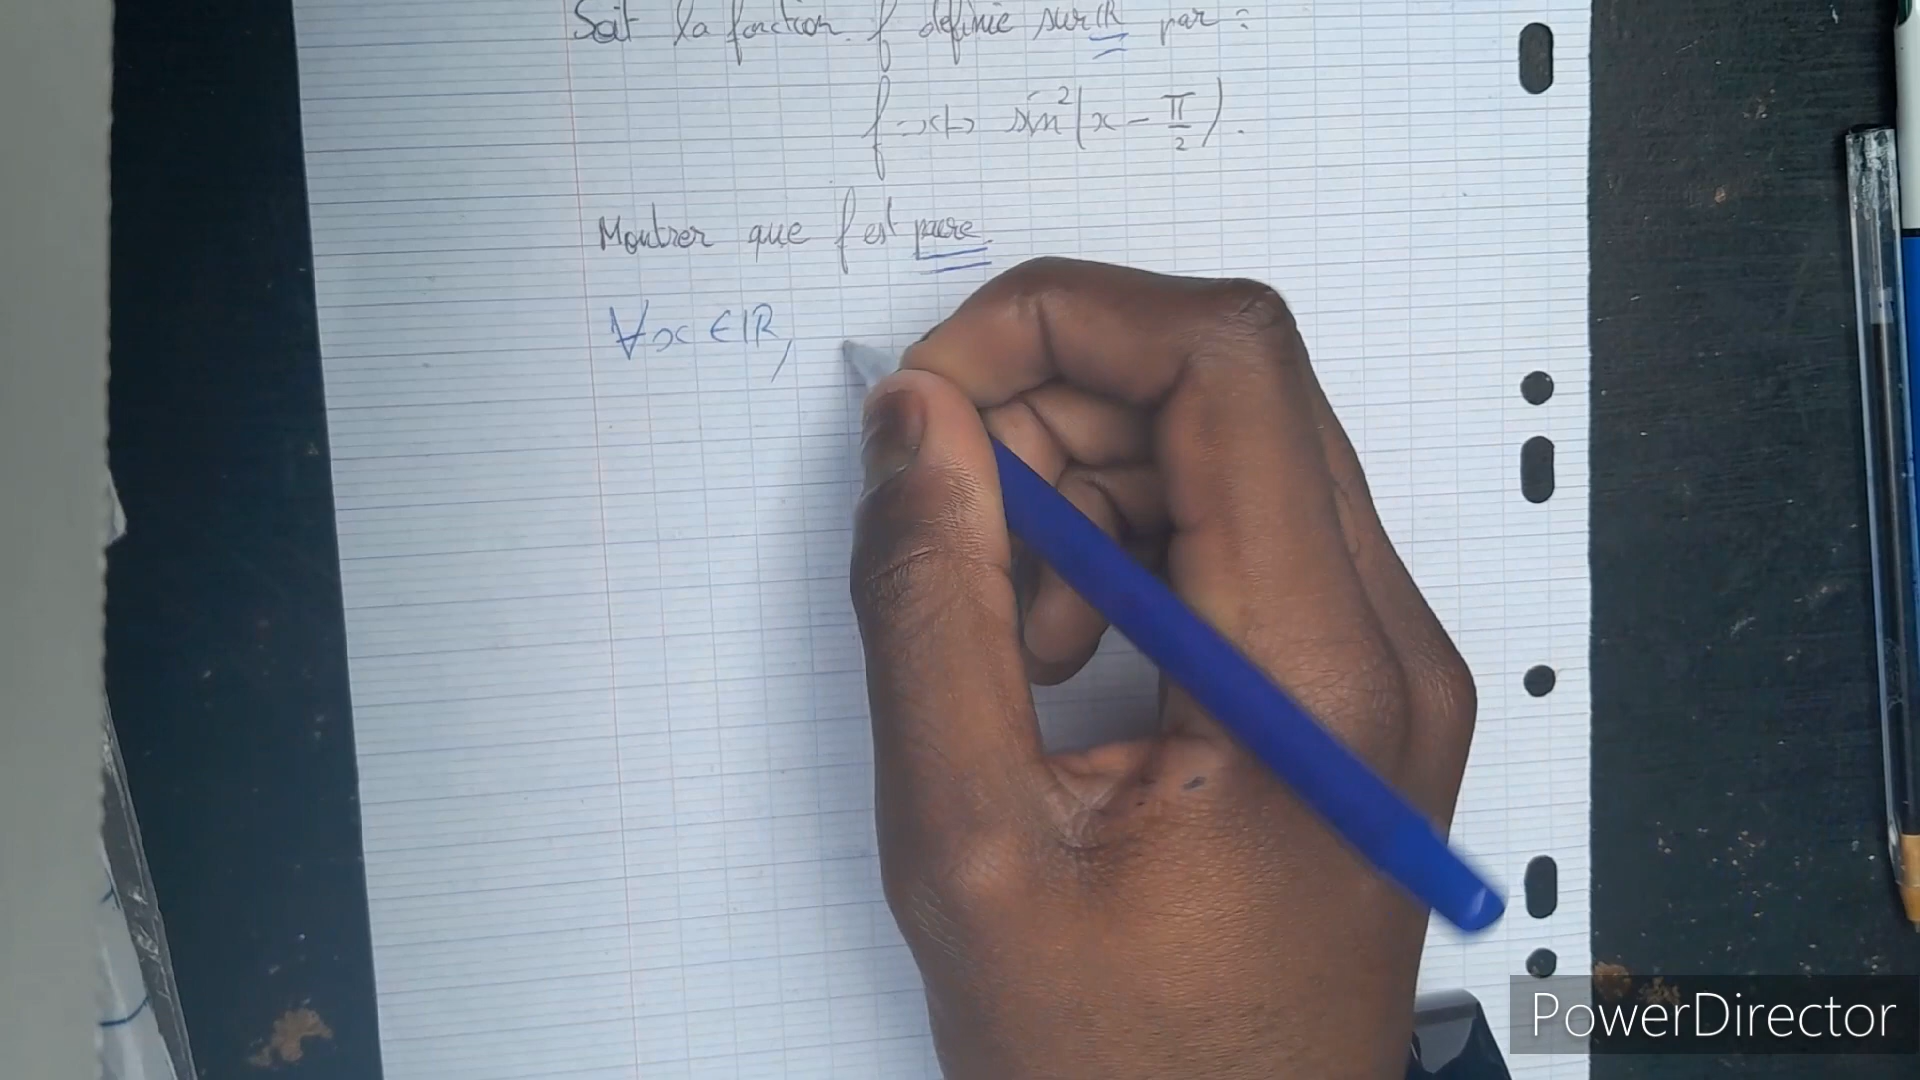 Soit la fonction f définie sur ℝ par :
f : x ↦ sin²(x - π/2).
Montrer que f est paire
∀x ∈ ℝ,
PowerDirector